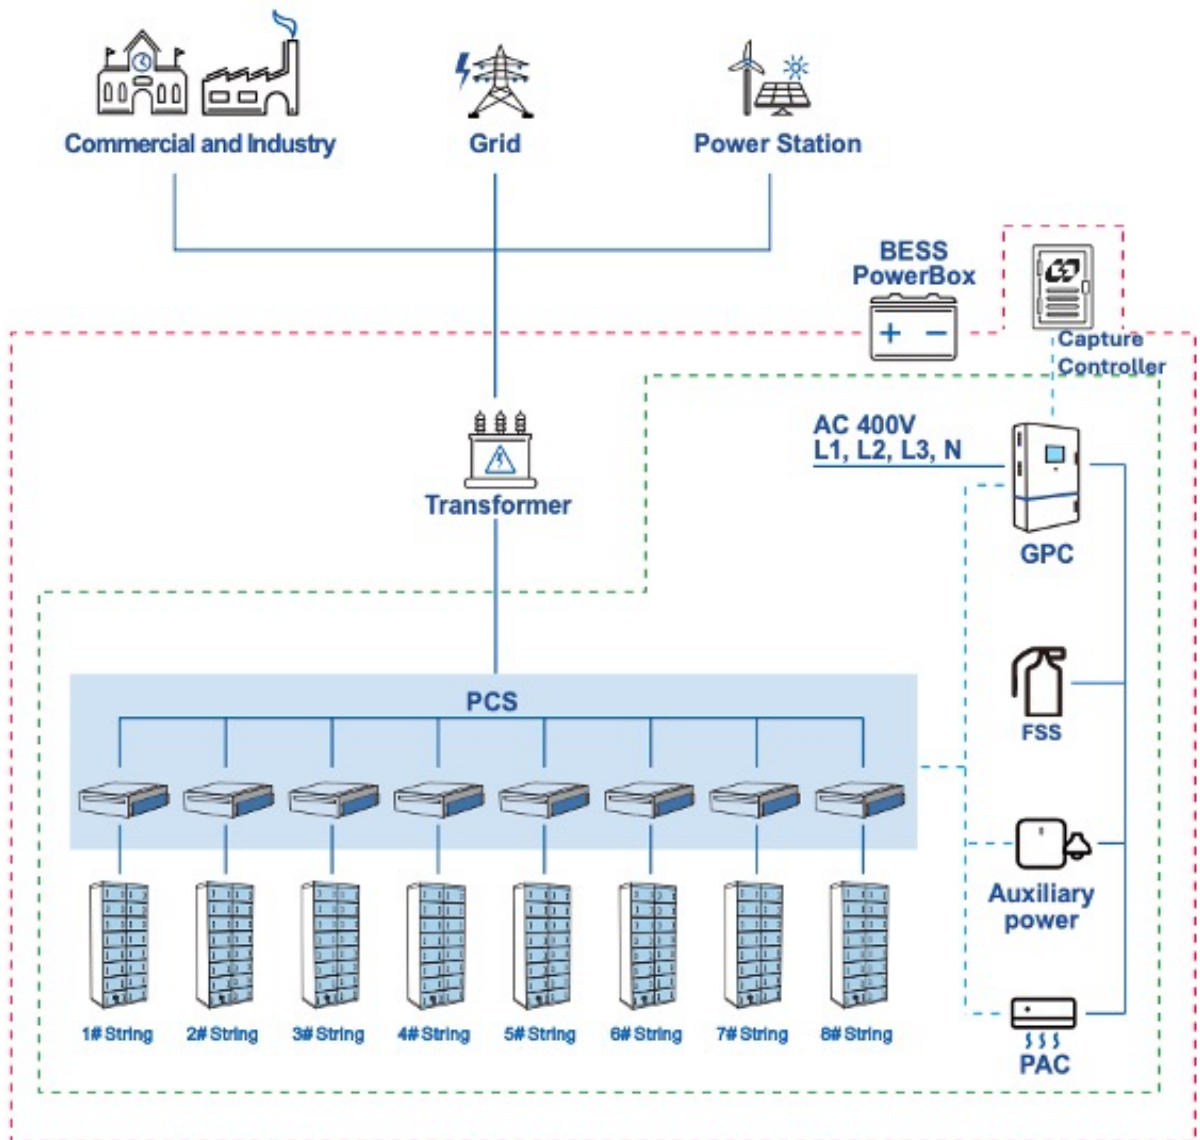 Commercial and Industry
Grid
Power Station
BESS
PowerBox
Capture
Controller
AC 400V
L1, L2, L3, N
Transformer
GPC
PCS
FSS
Auxiliary
power
1# String
2# String
3# String
4# String
5# String
6# String
7# String
8# String
PAC